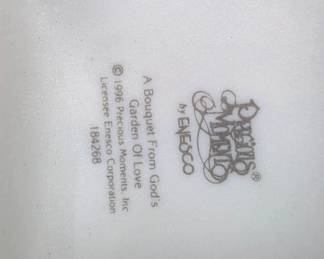 Precious
Moments®
by ENESCO
A Bouquet From God's
Garden Of Love
© 1996 Precious Moments, Inc
Licensee Enesco Corporation
184268